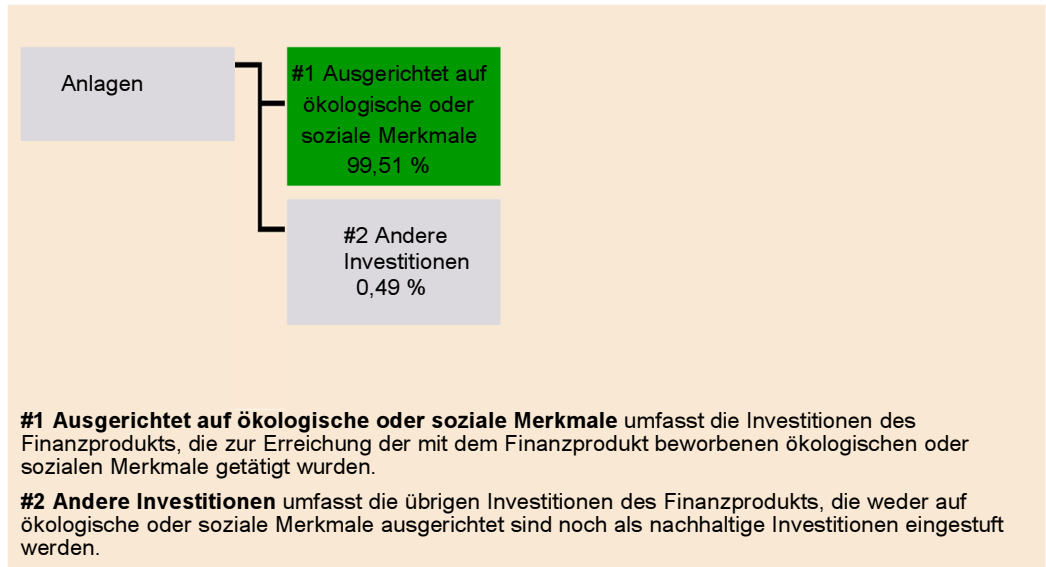 Anlagen
#1 Ausgerichtet auf
ökologische oder
soziale Merkmale
99,51 %
#2 Andere
Investitionen
0,49 %
#1 Ausgerichtet auf ökologische oder soziale Merkmale umfasst die Investitionen des
Finanzprodukts, die zur Erreichung der mit dem Finanzprodukt beworbenen ökologischen oder
sozialen Merkmale getätigt wurden.
#2 Andere Investitionen umfasst die übrigen Investitionen des Finanzprodukts, die weder auf
ökologische oder soziale Merkmale ausgerichtet sind noch als nachhaltige Investitionen eingestuft
werden.